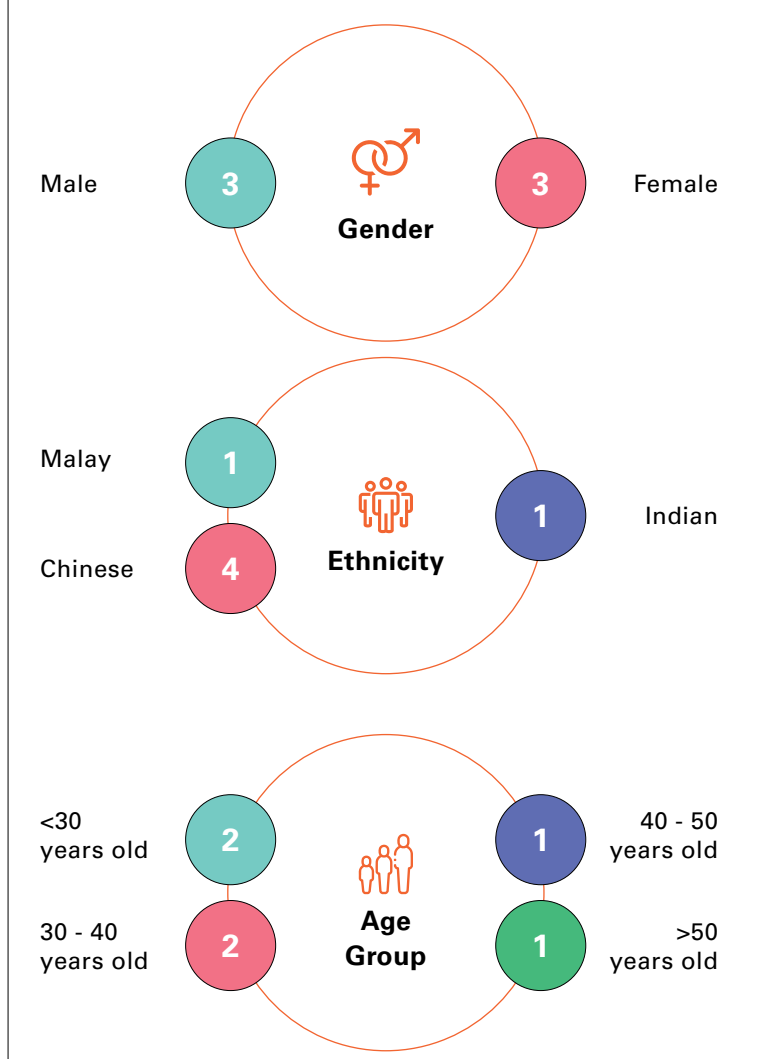 Male
3
Gender
3
Female
Malay
1
Chinese
4
Ethnicity
1
Indian
<30
years old
2
30 - 40
years old
2
Age
Group
1
40 - 50
years old
1
>50
years old